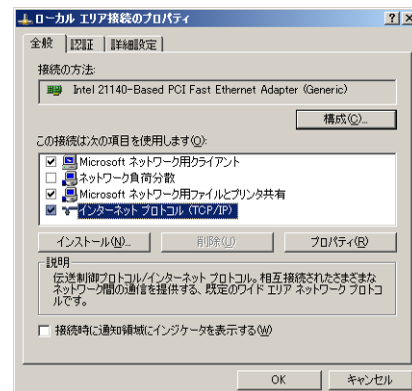 ローカル エリア接続のプロパティ
全般
認証
詳細設定
接続の方法:
Intel 21140-Based PCI Fast Ethernet Adapter (Generic)
構成(C)...
この接続は次の項目を使用します(O):
Microsoft ネットワーク用クライアント
ネットワーク負荷分散
Microsoft ネットワーク用ファイルとプリンタ共有
インターネット プロトコル (TCP/IP)
インストール(N)...
削除(U)
プロパティ(R)
説明
伝送制御プロトコル/インターネット プロトコル。相互接続されたさまざまな
ネットワーク間の通信を提供する、既定のワイド エリア ネットワーク プロトコ
ルです。
接続時に通知領域にインジケータを表示する(W)
OK
キャンセル